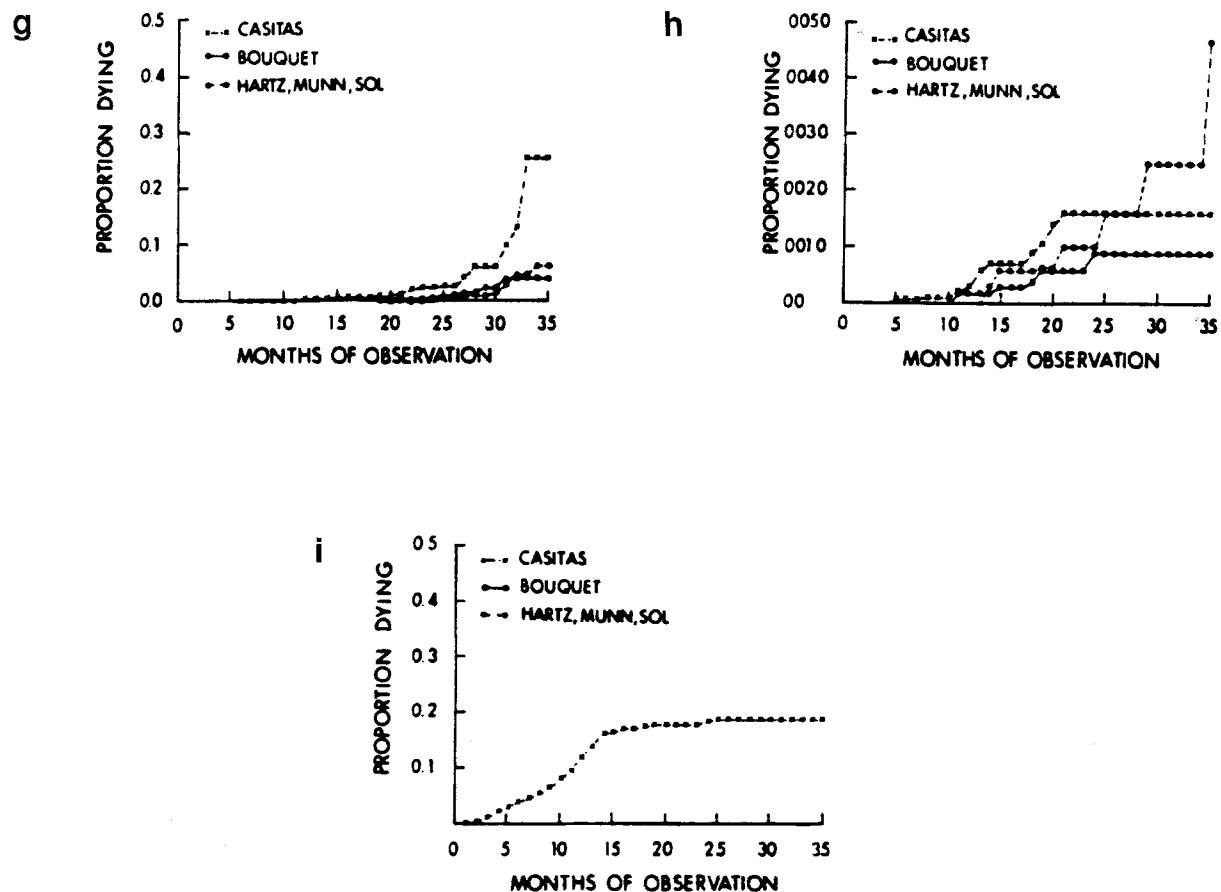 g
PROPORTION DYING
0.5
0.4
0.3
0.2
0.1
0.0
CASITAS
BOUQUET
HARTZ, MUNN, SOL
0 5 10 15 20 25 30 35
MONTHS OF OBSERVATION
h
PROPORTION DYING
0050
0040
0030
0020
0010
00
CASITAS
BOUQUET
HARTZ, MUNN, SOL
0 5 10 15 20 25 30 35
MONTHS OF OBSERVATION
i
PROPORTION DYING
0.5
0.4
0.3
0.2
0.1
CASITAS
BOUQUET
HARTZ, MUNN, SOL
0 5 10 15 20 25 30 35
MONTHS OF OBSERVATION